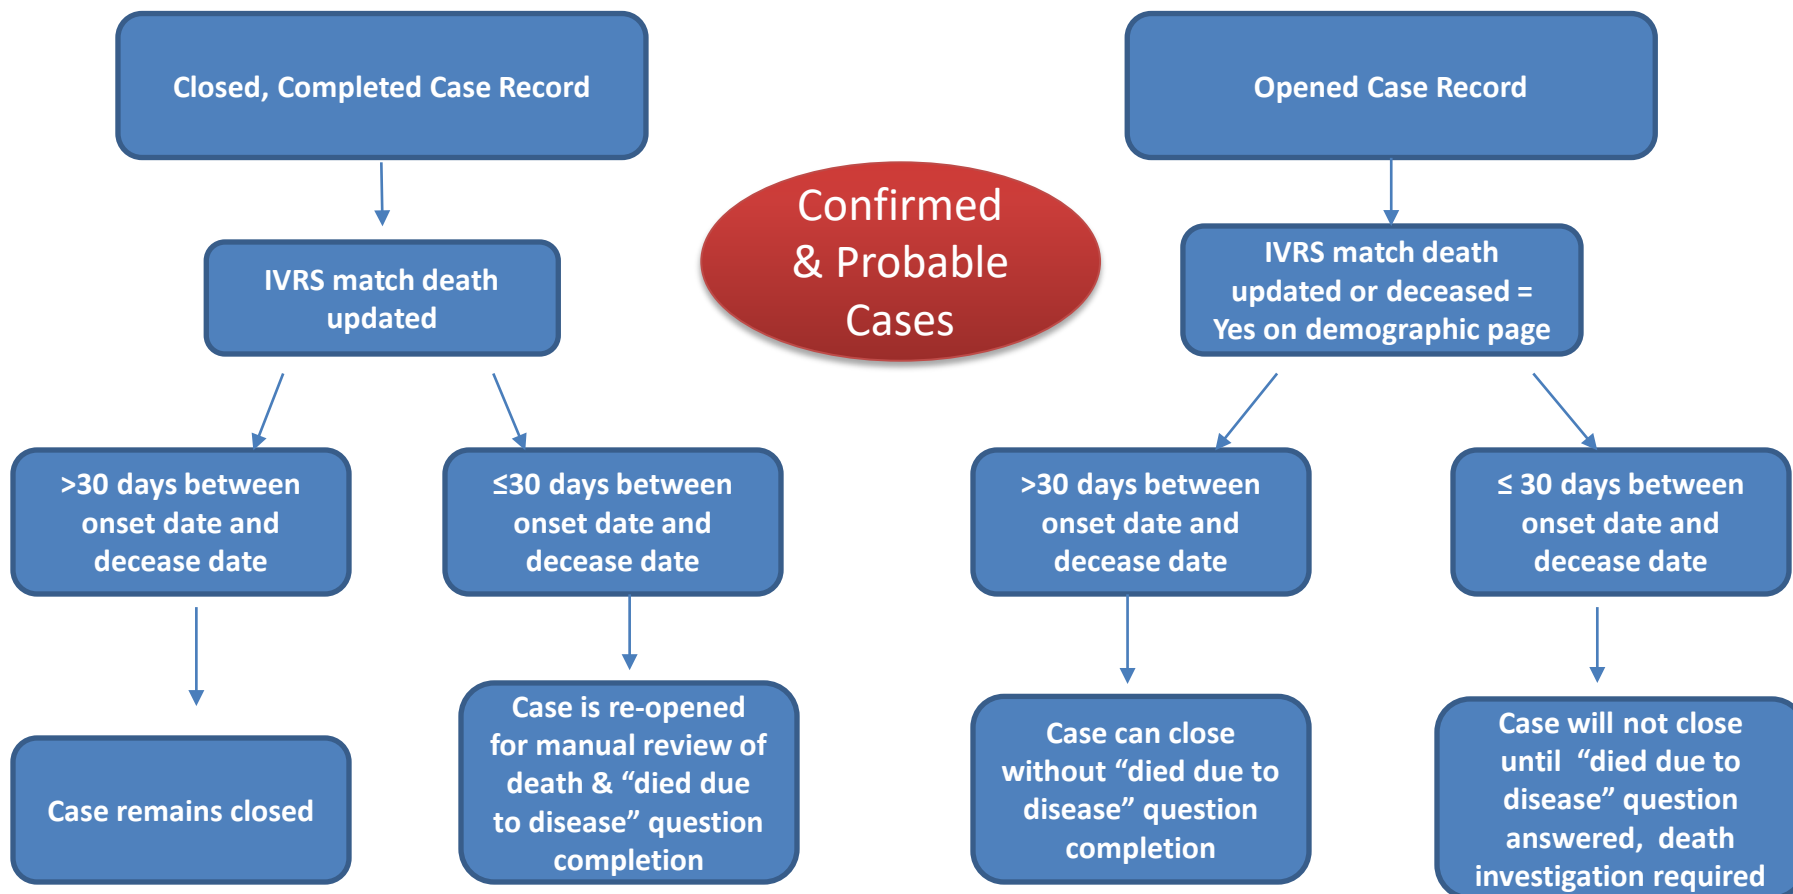 Closed, Completed Case Record
Opened Case Record
Confirmed
& Probable
Cases
IVRS match death
updated
IVRS match death
updated or deceased =
Yes on demographic page
>30 days between
onset date and
decease date
≤30 days between
onset date and
decease date
>30 days between
onset date and
decease date
≤ 30 days between
onset date and
decease date
Case remains closed
Case is re-opened
for manual review of
death & “died due
to disease” question
completion
Case can close
without “died due to
disease” question
completion
Case will not close
until “died due to
disease” question
answered, death
investigation required